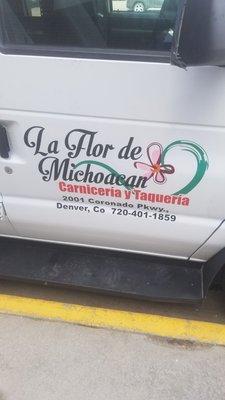 La Flor de
Michoacan
Carniceria y Taqueria
2001 Coronado Pkwy.,
Denver, Co 720-401-1859